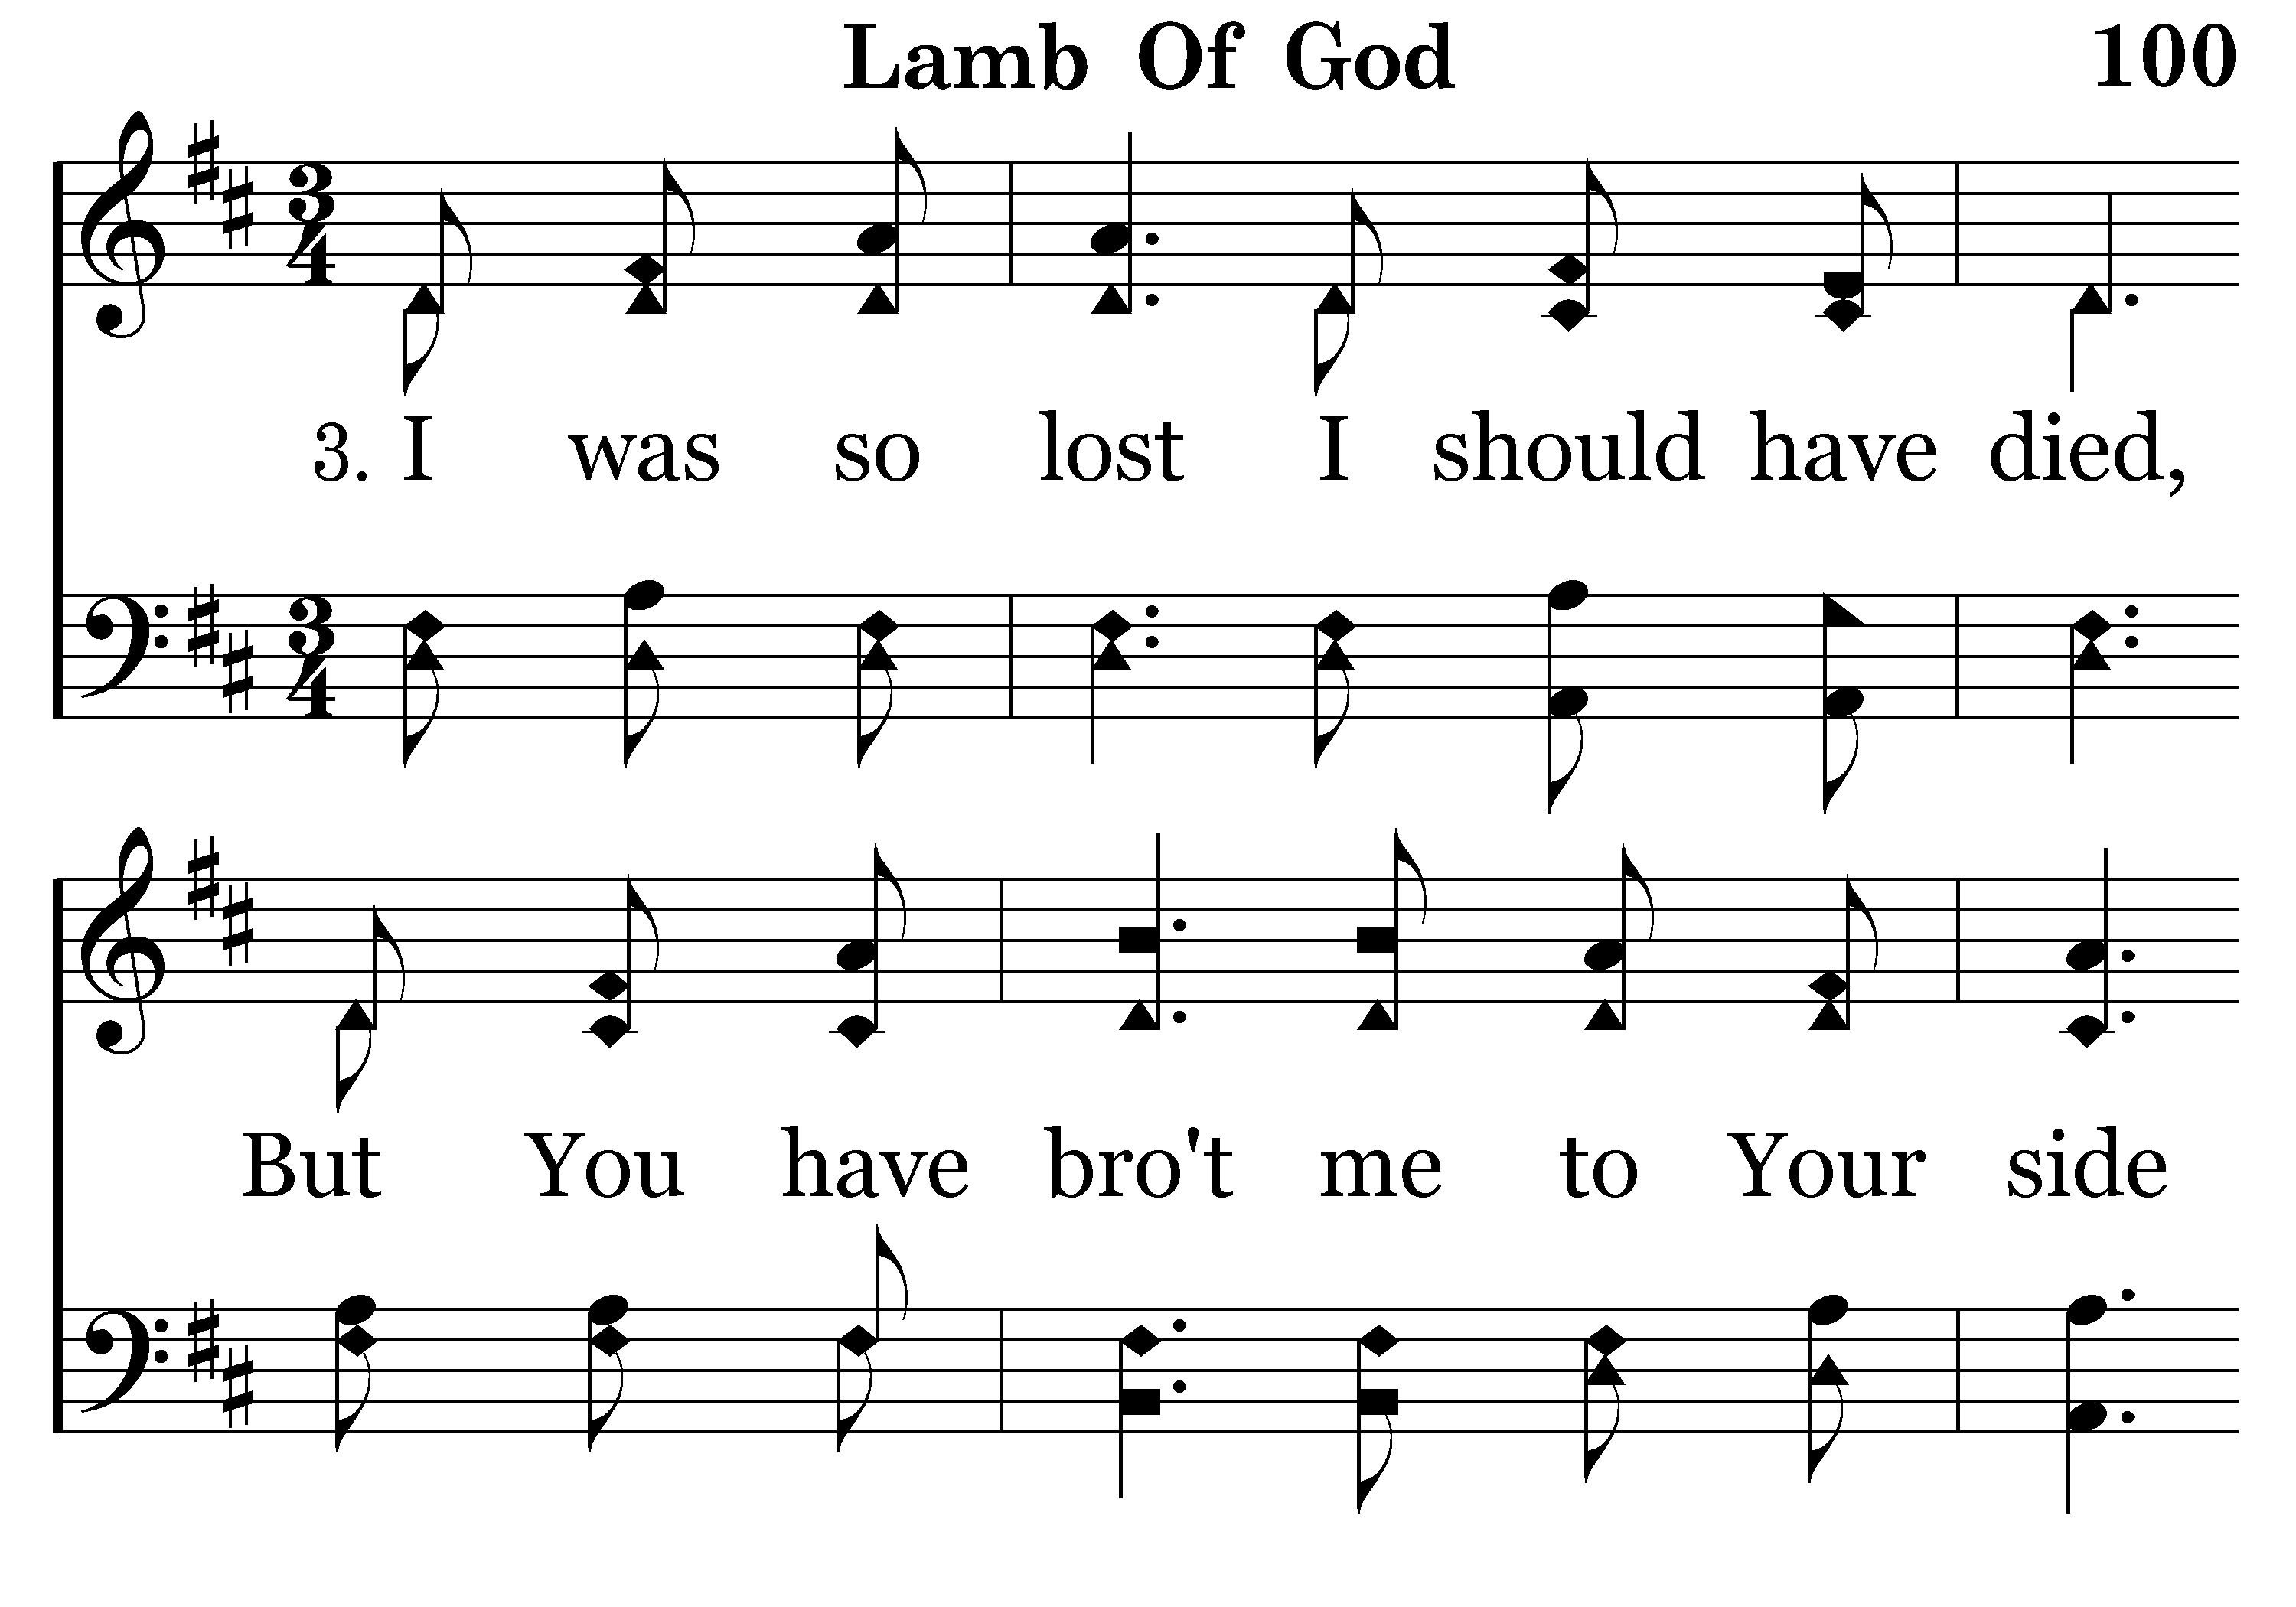 Lamb Of God 100
3. I was so lost I should have died,
But You have bro't me to Your side